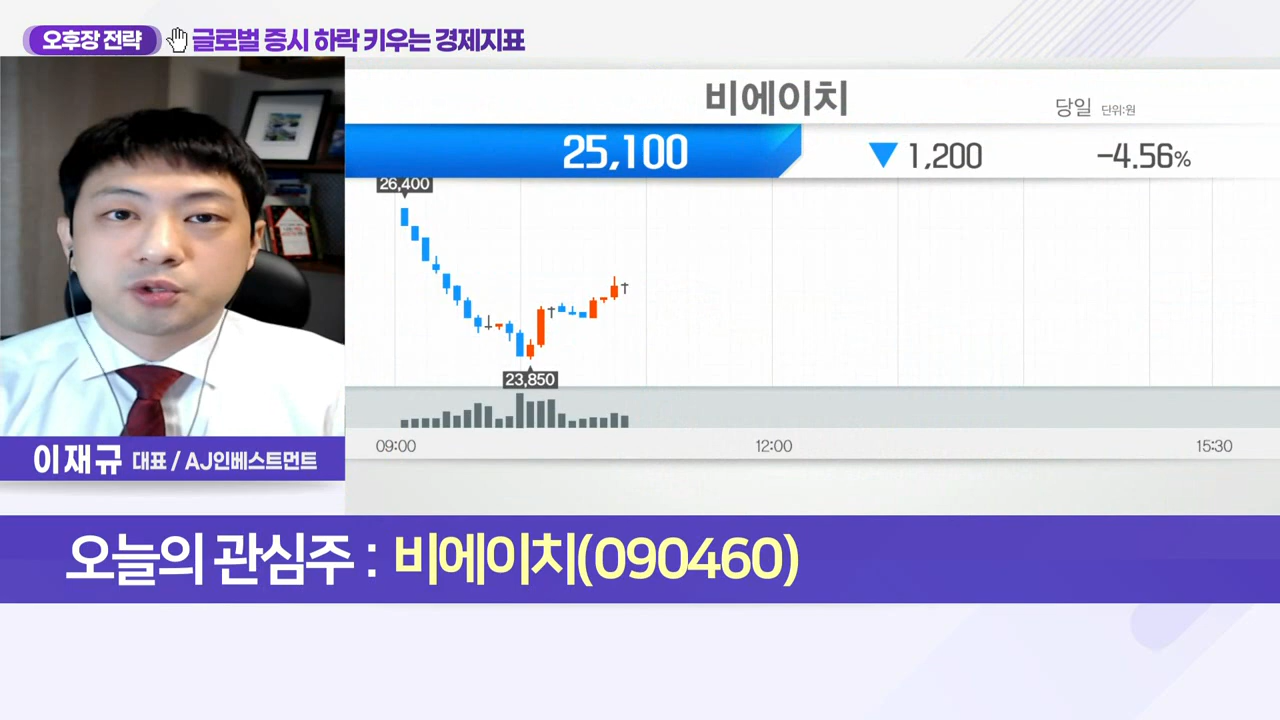 오후장 전략 글로벌 증시 하락 키우는 경제지표
비에이치
당일 단위:원
25,100 ▼ 1,200 -4.56%
26,400
23,850
09:00 12:00 15:30
이재규 대표 / AJ인베스트먼트
오늘의 관심주 : 비에이치(090460)